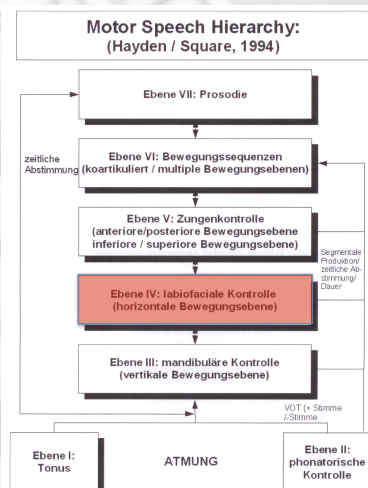 Motor Speech Hierarchy:
(Hayden / Square, 1994)
Ebene VII: Prosodie
zeitliche
Abstimmung
Ebene VI: Bewegungssequenzen
(koartikuliert / multiple Bewegungsebenen)
Ebene V: Zungenkontrolle
(anteriore/posteriore Bewegungsebene
inferiore / superiore Bewegungsebene)
Segmentale
Produktion/
zeitliche Ab-
stimmung/
Dauer
Ebene IV: labiofaciale Kontrolle
(horizontale Bewegungsebene)
Ebene III: mandibuläre Kontrolle
(vertikale Bewegungsebene)
VOT (+ Stimme
/-Stimme
Ebene I:
Tonus
ATMUNG
Ebene II:
phonatorische
Kontrolle